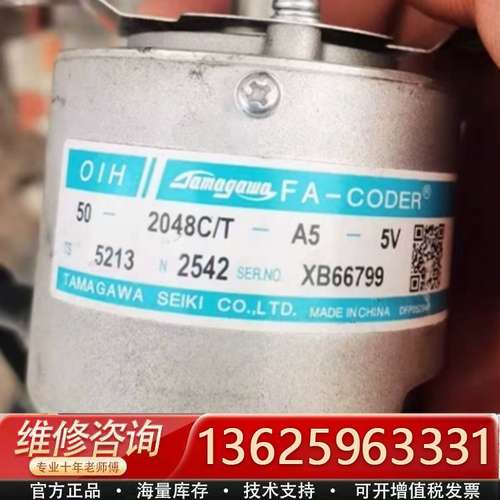 OIH Tamagawa FA-CODER®
50- 2048C/T - A5 - 5V
TS 5213 N 2542 SER.NO. XB66799
TAMAGAWA SEIKI CO.,LTD. MADE IN CHINA
维修咨询 13625963331
专业十年老师傅
官方正品 / 海量库存 / 技术支持 / 可开增值税发票